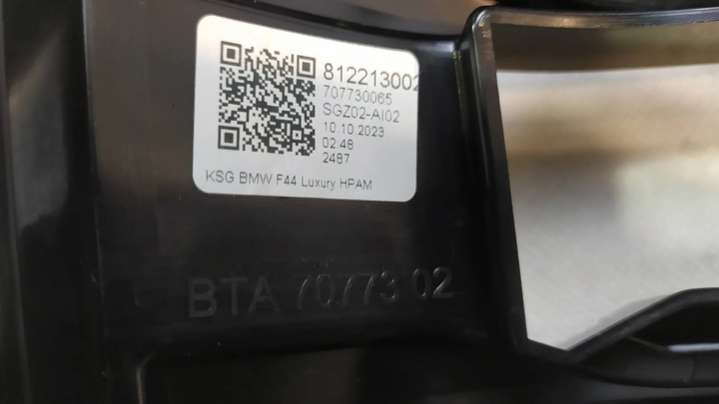 812213002
707730065
SGZ02-AI02
10.10.2023
02.48
2487
KSG BMW F44 Luxury HPAM
BTA 70773 02